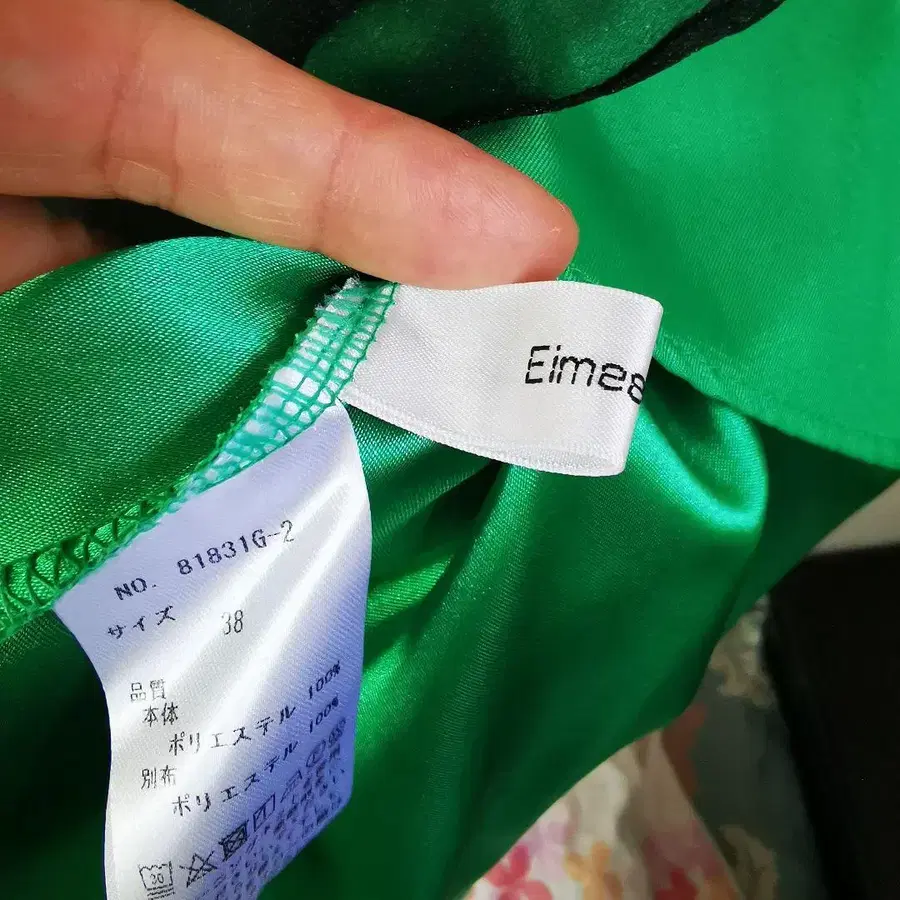 Eimee
NO. 81831G-2
サイズ 38
品質
本体
ポリエステル 100%
別布
ポリエステル 100%
30